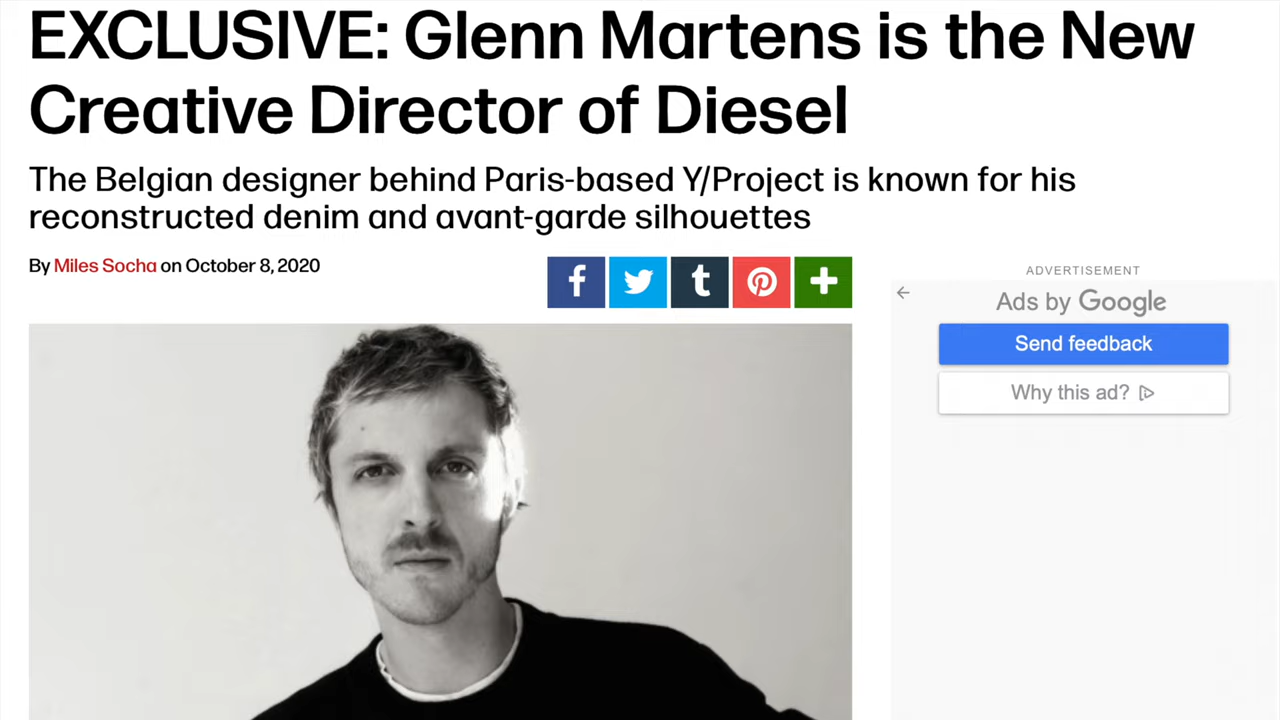 EXCLUSIVE: Glenn Martens is the New
Creative Director of Diesel
The Belgian designer behind Paris-based Y/Project is known for his
reconstructed denim and avant-garde silhouettes
By Miles Socha on October 8, 2020
ADVERTISEMENT
Ads by Google
Send feedback
Why this ad?